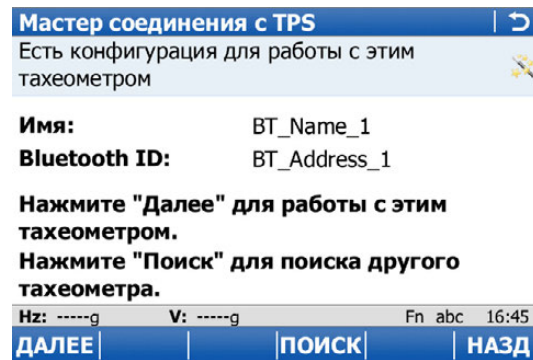 Мастер соединения с TPS
Есть конфигурация для работы с этим
тахеометром
Имя: BT_Name_1
Bluetooth ID: BT_Address_1
Нажмите "Далее" для работы с этим
тахеометром.
Нажмите "Поиск" для поиска другого
тахеометра.
Hz: -----g V: -----g Fn abc 16:45
ДАЛЕЕ ПОИСК НАЗД